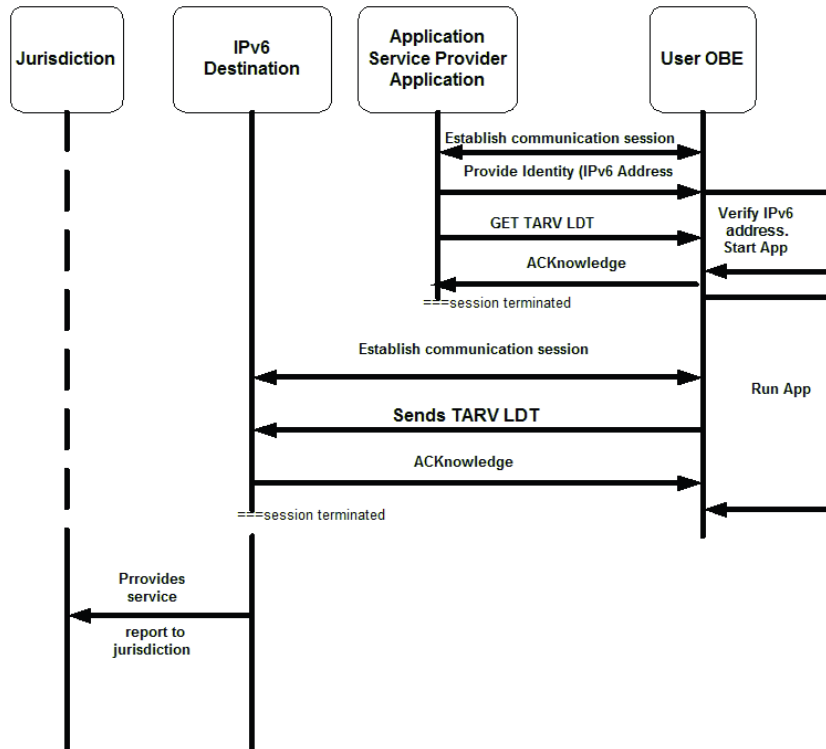 Jurisdiction
IPv6
Destination
Application
Service Provider
Application
User OBE
Establish communication session
Provide Identity (IPv6 Address
Verify IPv6
address.
Start App
GET TARV LDT
ACKnowledge
===session terminated
Establish communication session
Run App
Sends TARV LDT
ACKnowledge
===session terminated
Prrovides
service
report to
jurisdiction